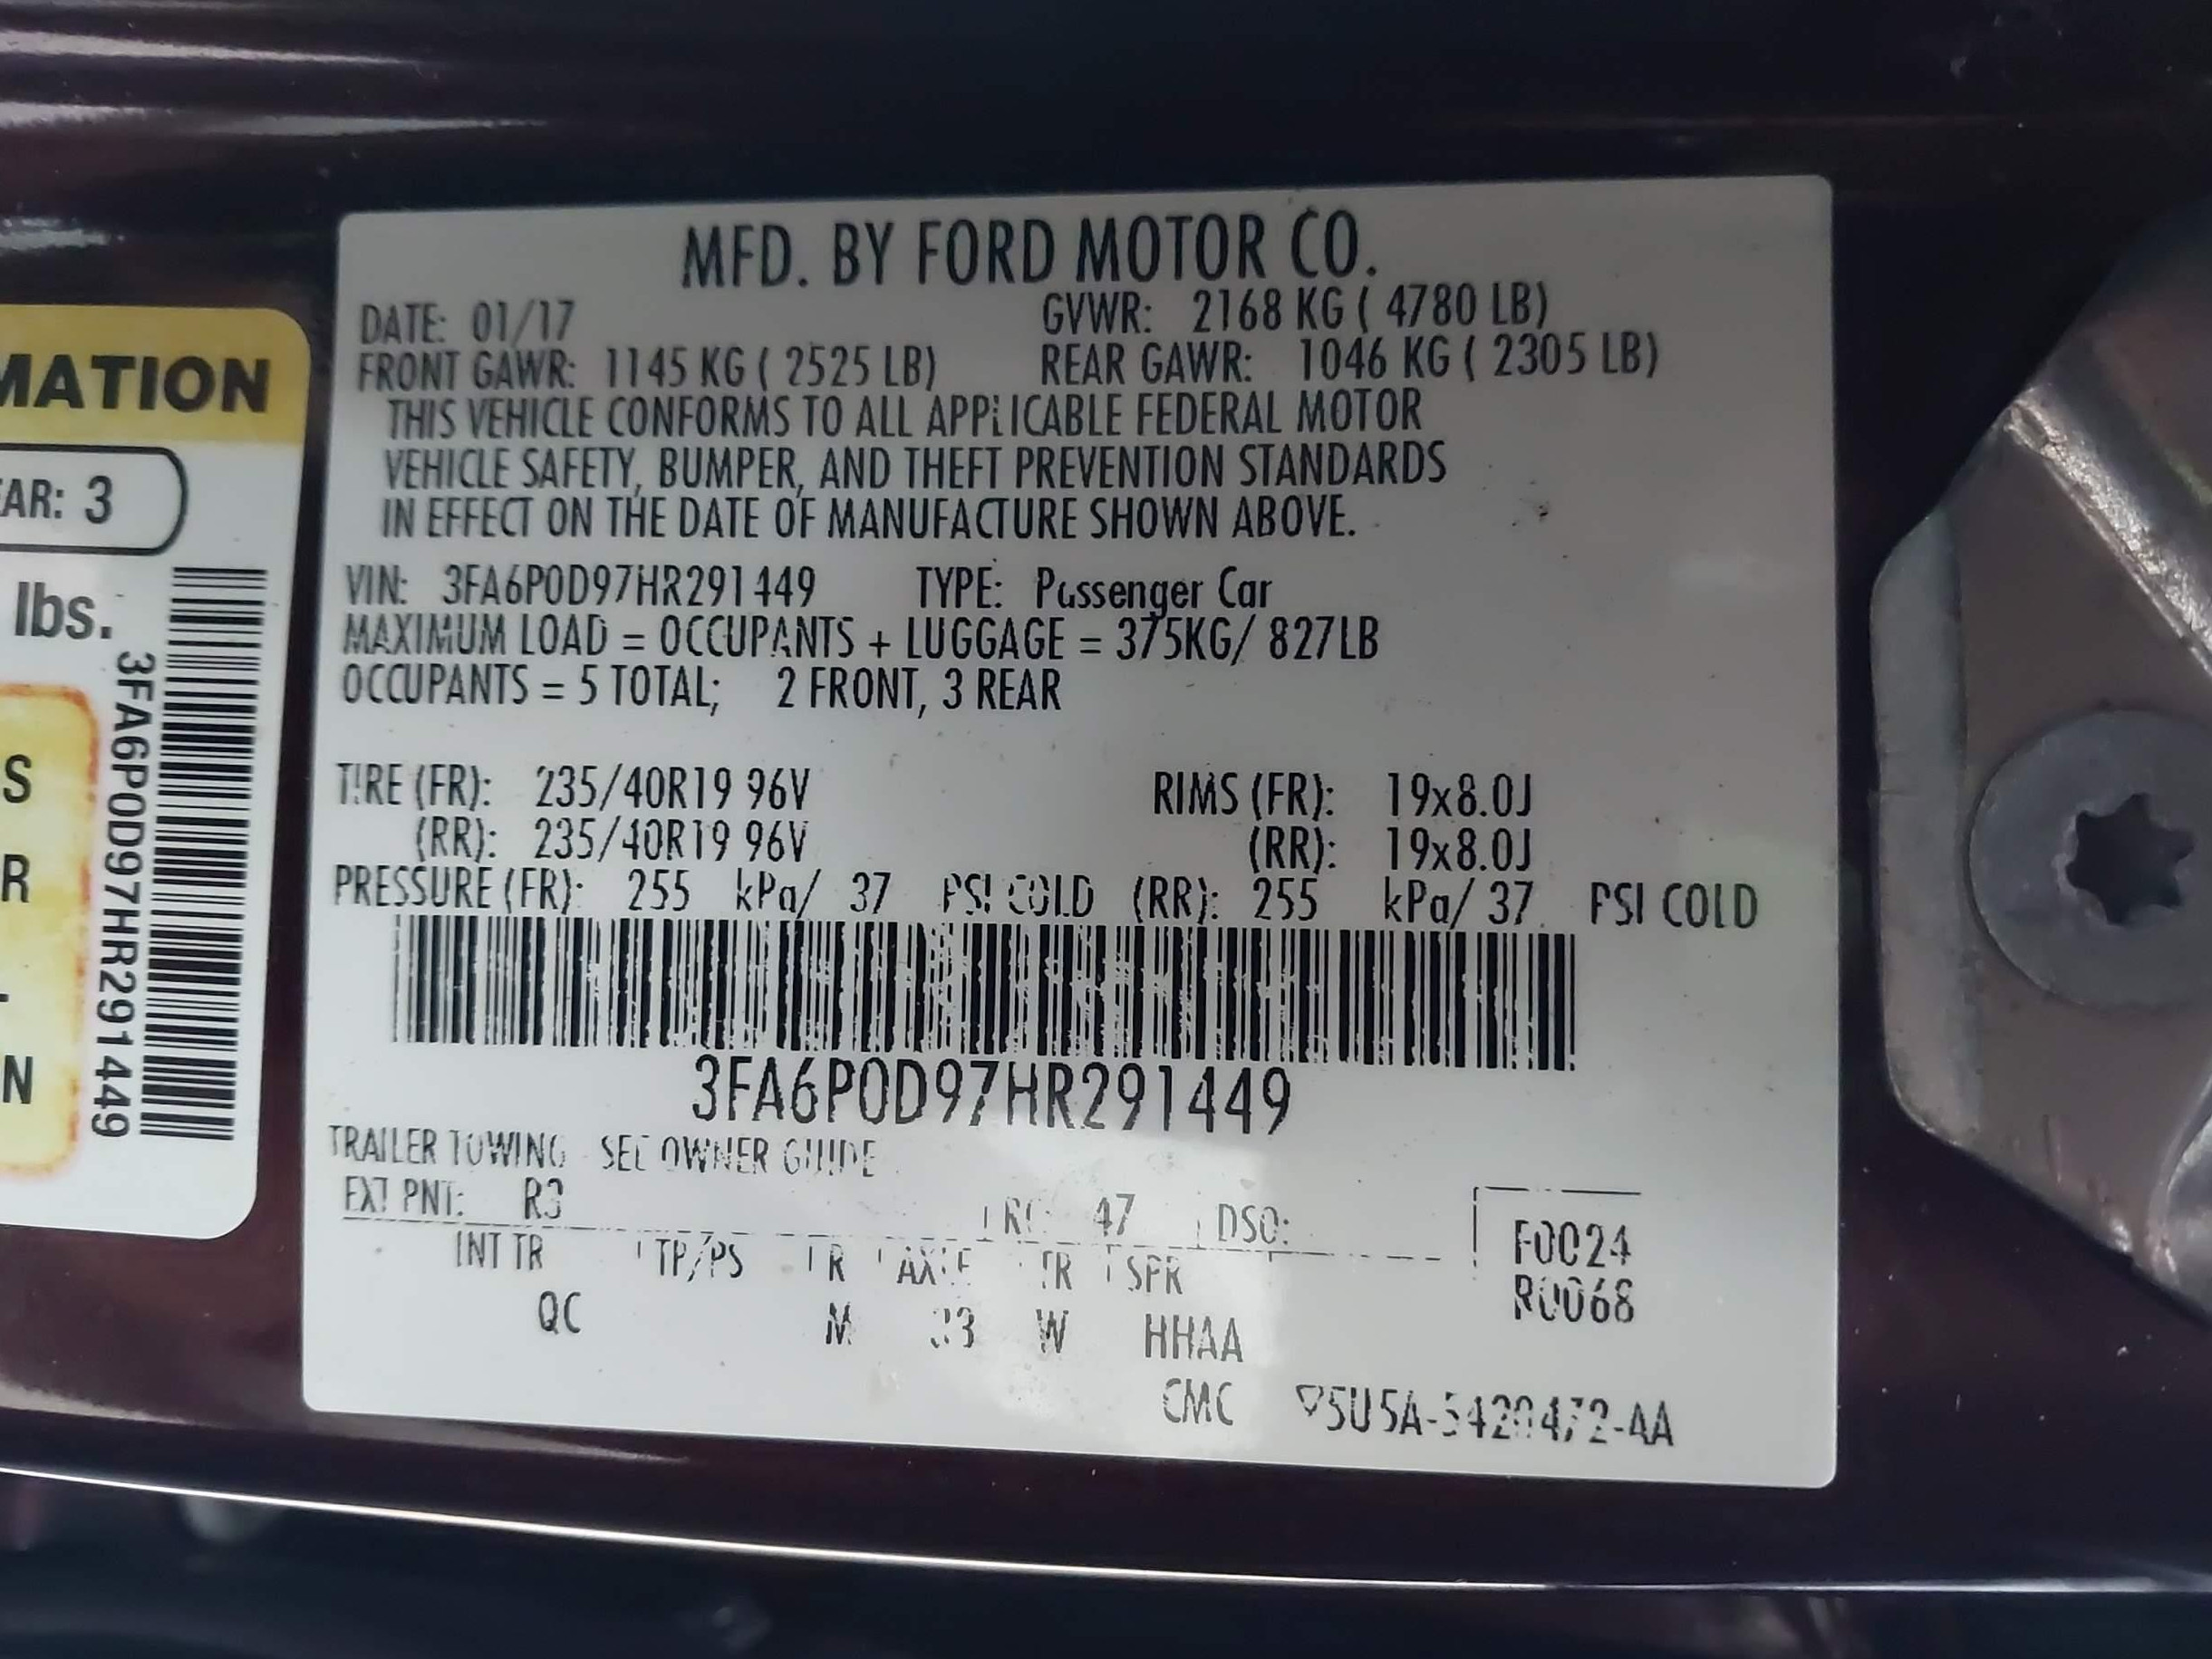 MATION
AR: 3
lbs.
3FA6P0D97HR291449
S
R
N
MFD. BY FORD MOTOR CO.
DATE: 01/17 GVWR: 2168 KG ( 4780 LB)
FRONT GAWR: 1145 KG ( 2525 LB) REAR GAWR: 1046 KG ( 2305 LB)
THIS VEHICLE CONFORMS TO ALL APPLICABLE FEDERAL MOTOR
VEHICLE SAFETY, BUMPER, AND THEFT PREVENTION STANDARDS
IN EFFECT ON THE DATE OF MANUFACTURE SHOWN ABOVE.
VIN: 3FA6P0D97HR291449 TYPE: Passenger Car
MAXIMUM LOAD = OCCUPANTS + LUGGAGE = 375KG/ 827LB
OCCUPANTS = 5 TOTAL; 2 FRONT, 3 REAR
TIRE (FR): 235/40R19 96V RIMS (FR): 19x8.0J
(RR): 235/40R19 96V (RR): 19x8.0J
PRESSURE (FR): 255 kPa/ 37 PSI COLD (RR): 255 kPa/ 37 PSI COLD
3FA6P0D97HR291449
TRAILER TOWING - SEE OWNER GUIDE
EXT PNT: RC: 47 DSO:
F0024
INT TR TP/PS R AXLE TR SPR
R0068
QC M W HHAA
CMC